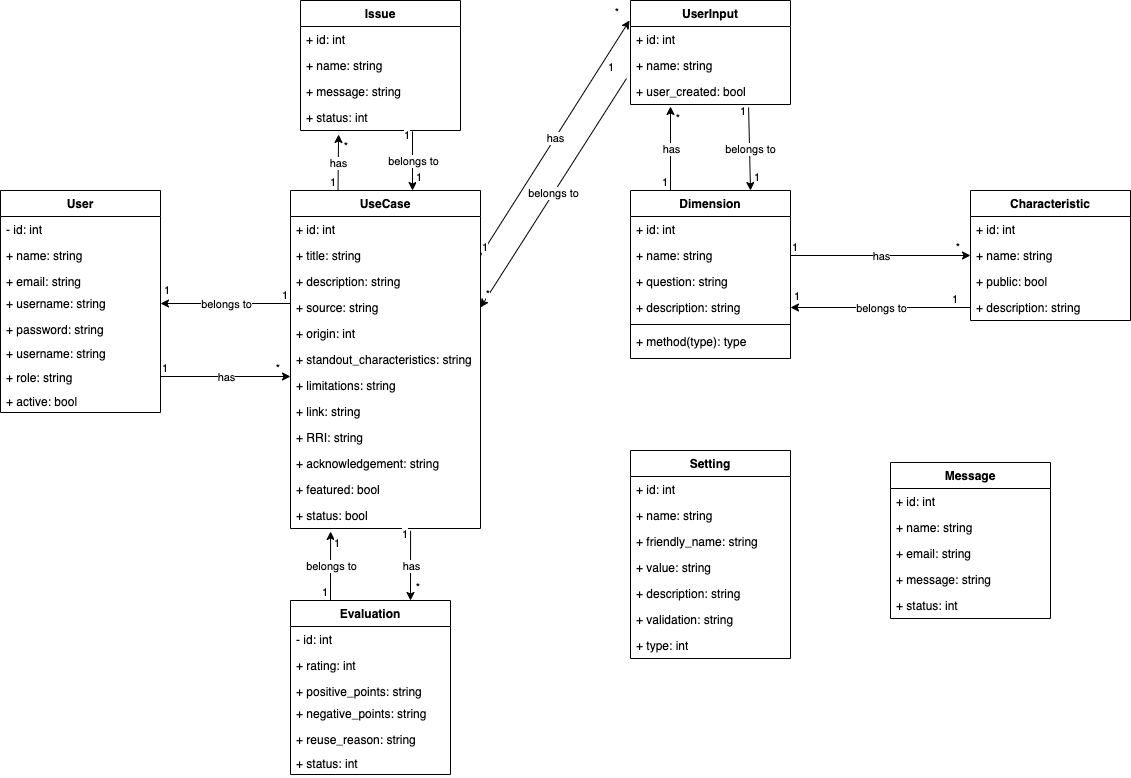 Issue
+ id: int
+ name: string
+ message: string
+ status: int
*
has
1
1
belongs to
1
*
UserInput
+ id: int
+ name: string
+ user_created: bool
1
has
1
belongs to
*
*
has
1
1
belongs to
1
User
- id: int
+ name: string
+ email: string
+ username: string
+ password: string
+ username: string
+ role: string
+ active: bool
1
belongs to
1
1
has
*
UseCase
+ id: int
+ title: string
+ description: string
+ source: string
+ origin: int
+ standout_characteristics: string
+ limitations: string
+ link: string
+ RRI: string
+ acknowledgement: string
+ featured: bool
+ status: bool
Dimension
+ id: int
+ name: string
+ question: string
+ description: string
+ method(type): type
1
has
*
1
belongs to
1
Characteristic
+ id: int
+ name: string
+ public: bool
+ description: string
1
belongs to
1
1
has
*
Evaluation
- id: int
+ rating: int
+ positive_points: string
+ negative_points: string
+ reuse_reason: string
+ status: int
Setting
+ id: int
+ name: string
+ friendly_name: string
+ value: string
+ description: string
+ validation: string
+ type: int
Message
+ id: int
+ name: string
+ email: string
+ message: string
+ status: int